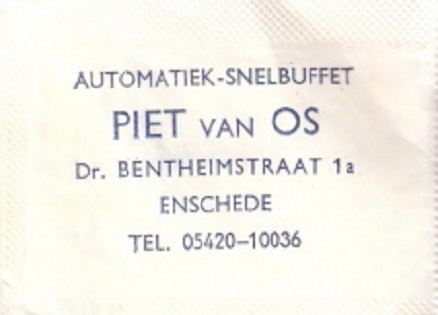 AUTOMATIEK-SNELBUFFET
PIET VAN OS
Dr. BENTHEIMSTRAAT 1a
ENSCHEDE
TEL. 05420-10036